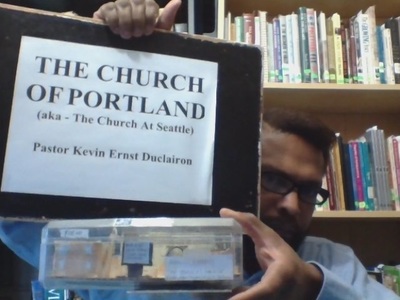 THE CHURCH
OF PORTLAND
(aka - The Church At Seattle)
Pastor Kevin Ernst Duclairon